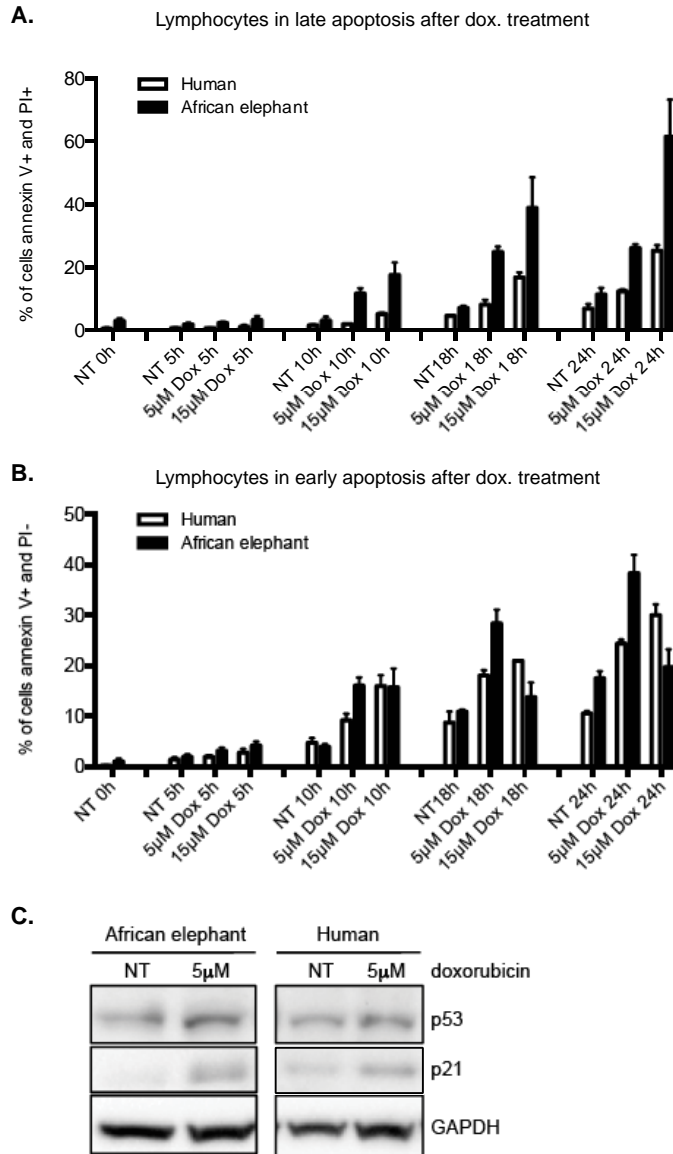 A.
Lymphocytes in late apoptosis after dox. treatment
% of cells annexin V+ and PI+
80
60
40
20
0
Human
African elephant
NT 0h
NT 5h
5µM Dox 5h
15µM Dox 5h
NT 10h
5µM Dox 10h
15µM Dox 10h
NT18h
5µM Dox 18h
15µM Dox 18h
NT 24h
5µM Dox 24h
15µM Dox 24h
B.
Lymphocytes in early apoptosis after dox. treatment
% of cells annexin V+ and PI-
50
40
30
20
10
0
Human
African elephant
NT 0h
NT 5h
5µM Dox 5h
15µM Dox 5h
NT 10h
5µM Dox 10h
15µM Dox 10h
NT18h
5µM Dox 18h
15µM Dox 18h
NT 24h
5µM Dox 24h
15µM Dox 24h
C.
African elephant Human
NT 5µM NT 5µM doxorubicin
p53
p21
GAPDH